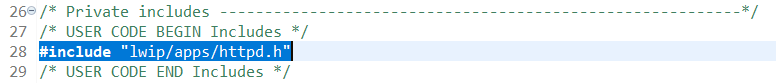 26 /* Private includes ----------------------------------------------------------*/
27 /* USER CODE BEGIN Includes */
28 #include "lwip/apps/httpd.h"
29 /* USER CODE END Includes */